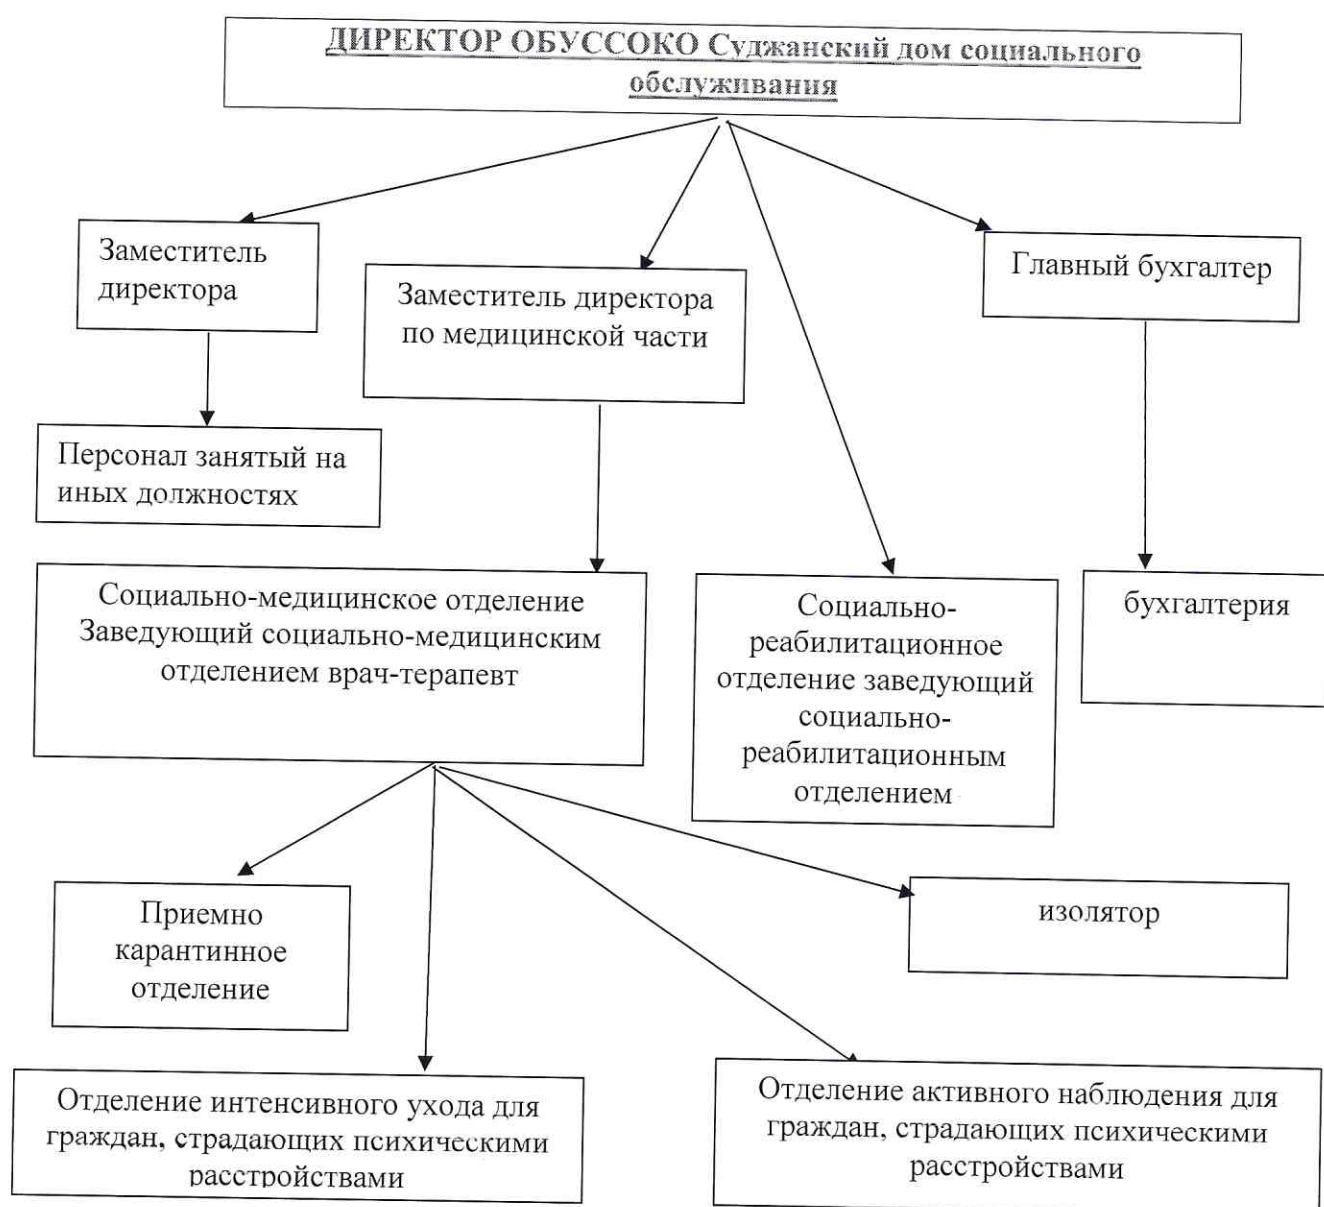 ДИРЕКТОР ОБУССОКО Суджанский дом социального
обслуживания
Заместитель
директора
Заместитель директора
по медицинской части
Главный бухгалтер
Персонал занятый на
иных должностях
Социально-медицинское отделение
Заведующий социально-медицинским
отделением врач-терапевт
Социально-
реабилитационное
отделение заведующий
социально-
реабилитационным
отделением
бухгалтерия
Приемно
карантинное
отделение
изолятор
Отделение интенсивного ухода для
граждан, страдающих психическими
расстройствами
Отделение активного наблюдения для
граждан, страдающих психическими
расстройствами